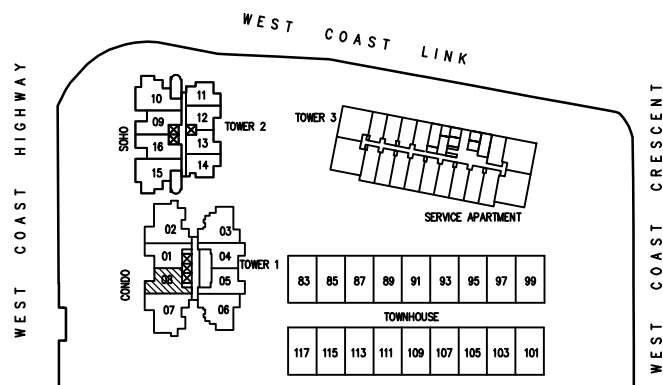 WEST COAST LINK
WEST COAST HIGHWAY
WEST COAST CRESCENT
10 11
09 12
16 13
15 14
SOHO
TOWER 2
TOWER 3
SERVICE APARTMENT
02 03
01 04
08 05
07 06
CONDO
TOWER 1
83 85 87 89 91 93 95 97 99
TOWNHOUSE
117 115 113 111 109 107 105 103 101